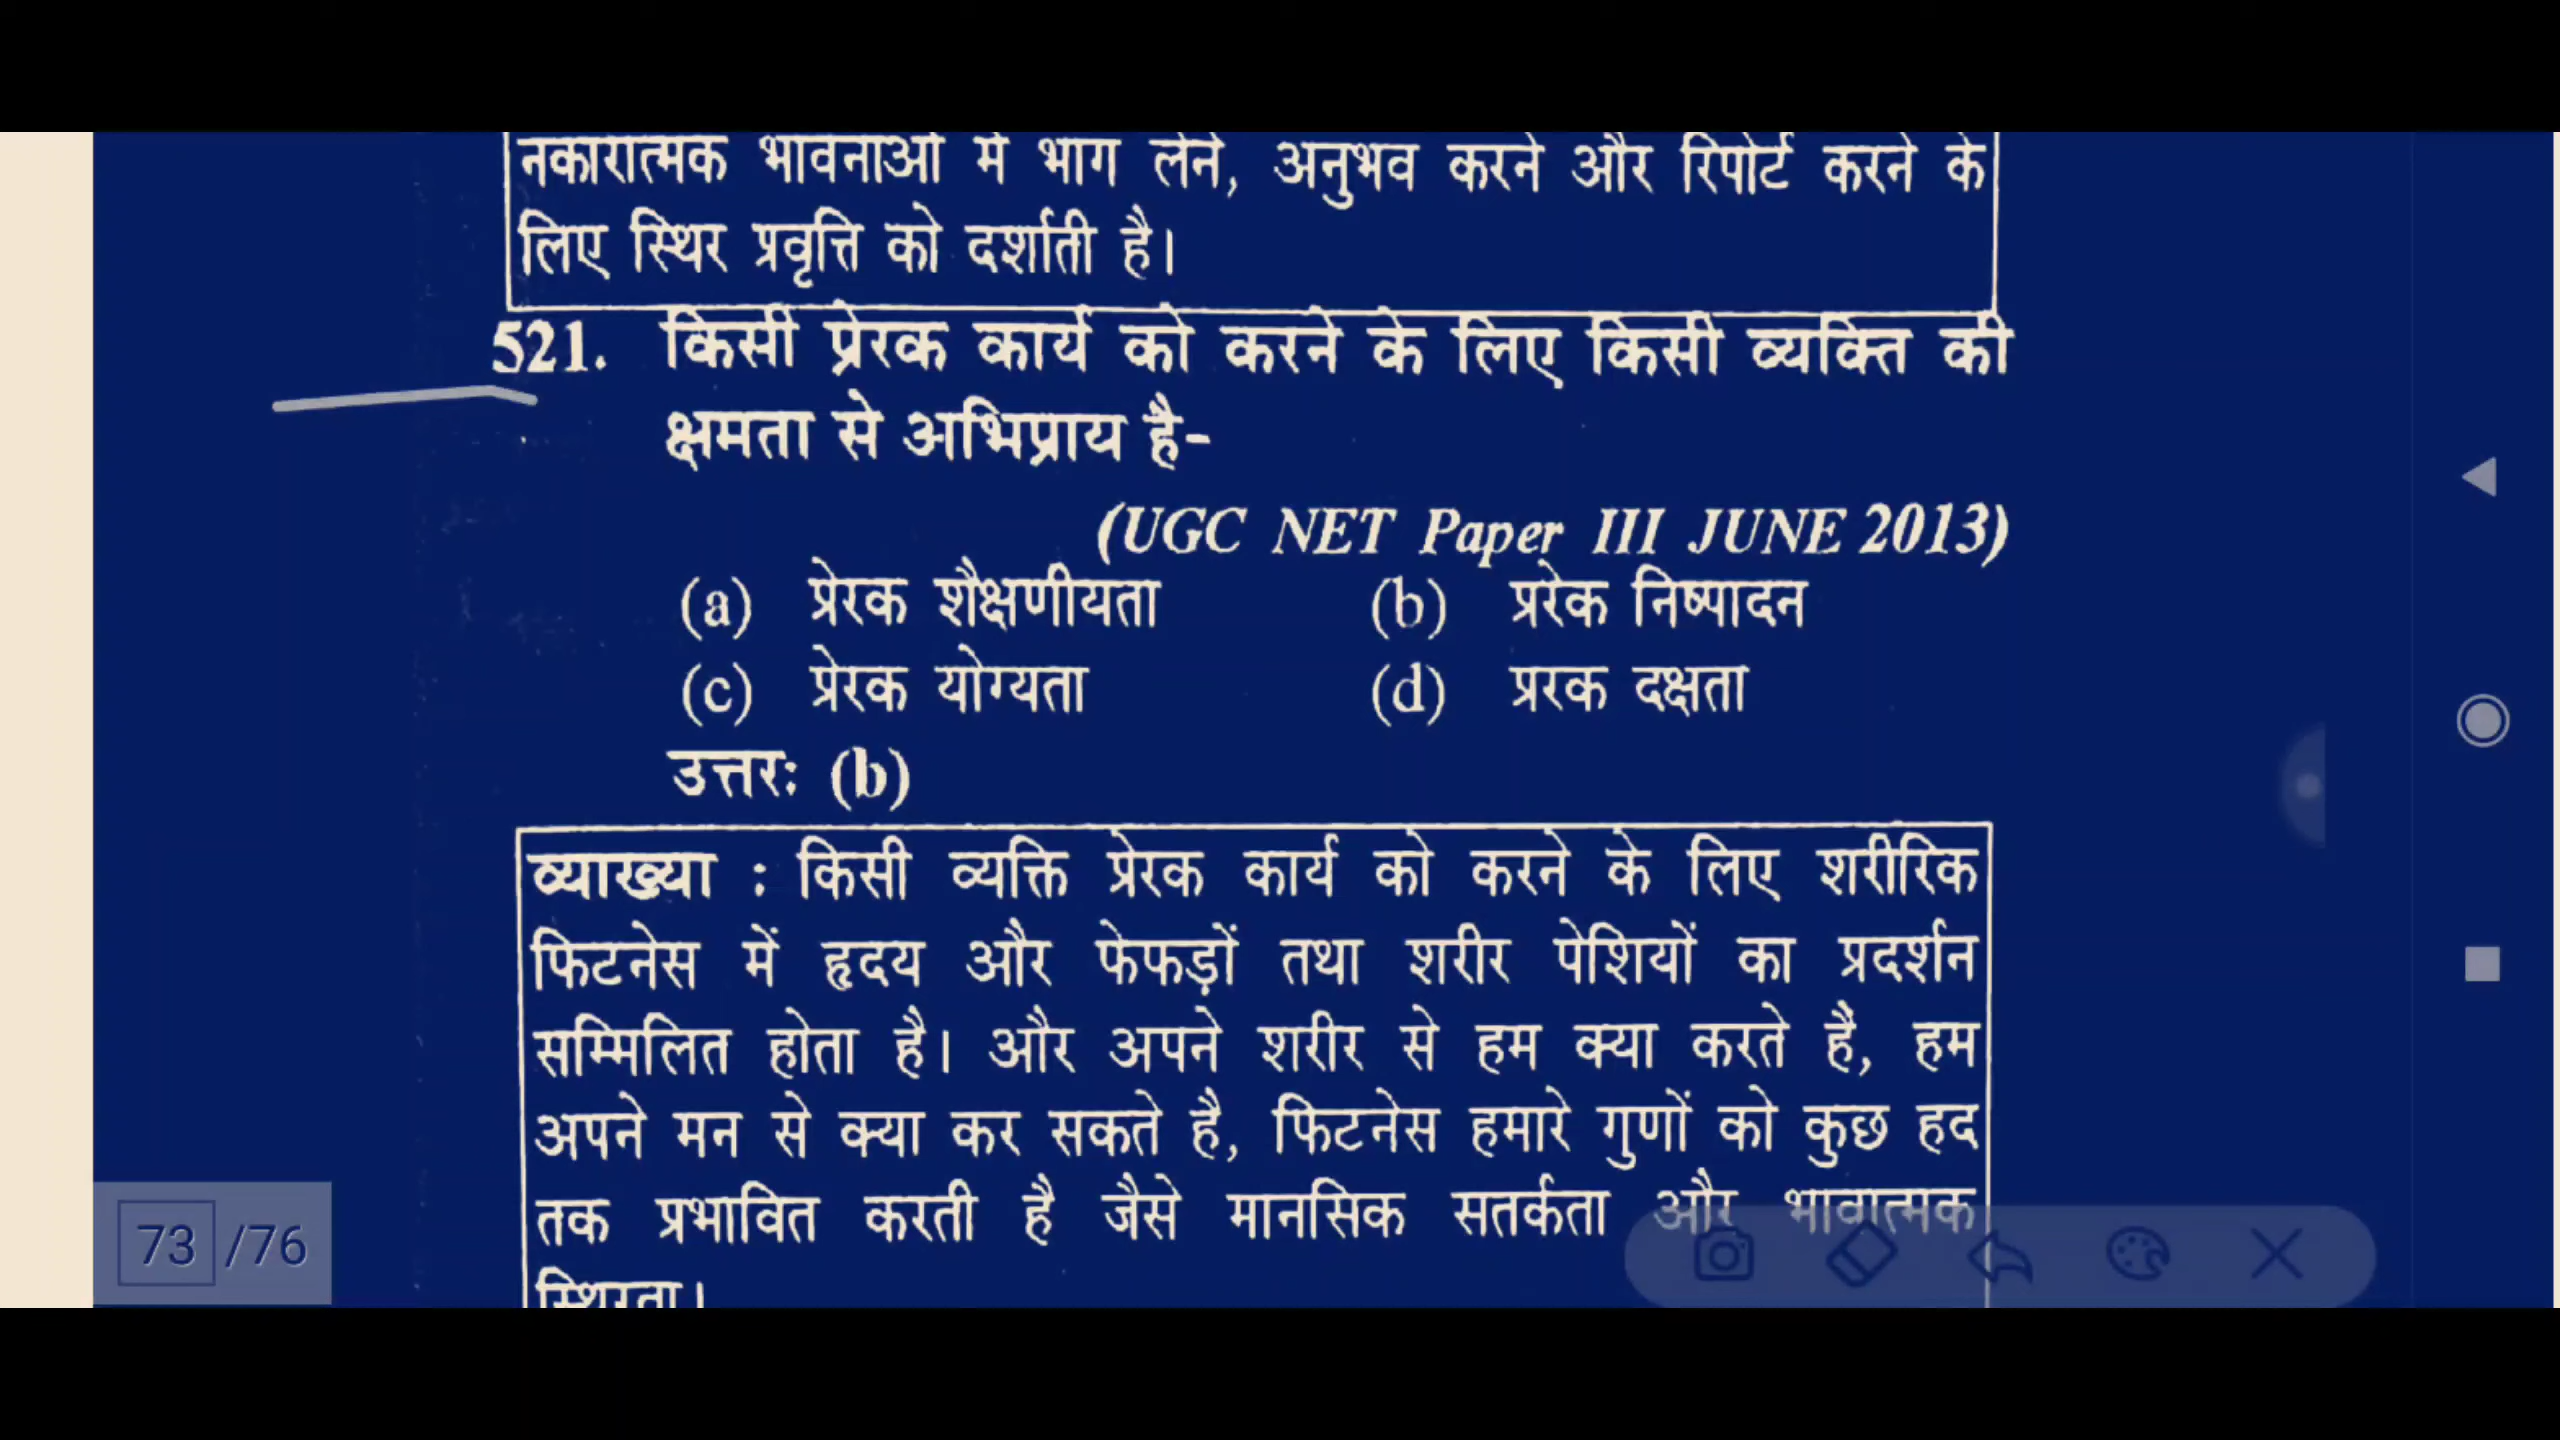 नकारात्मक भावनाओं में भाग लेने, अनुभव करने और रिपोर्ट करने के
लिए स्थिर प्रवृत्ति को दर्शाती है।
521. किसी प्रेरक कार्य को करने के लिए किसी व्यक्ति की
क्षमता से अभिप्राय है-
(UGC NET Paper III JUNE 2013)
(a) प्रेरक शैक्षणीयता (b) प्ररेक निष्पादन
(c) प्रेरक योग्यता (d) प्ररक दक्षता
उत्तरः (b)
व्याख्या : किसी व्यक्ति प्रेरक कार्य को करने के लिए शरीरिक
फिटनेस में हृदय और फेफड़ों तथा शरीर पेशियों का प्रदर्शन
सम्मिलित होता है। और अपने शरीर से हम क्या करते हैं, हम
अपने मन से क्या कर सकते है, फिटनेस हमारे गुणों को कुछ हद
तक प्रभावित करती है जैसे मानसिक सतर्कता और भावात्मक
स्थिरता।
73 /76